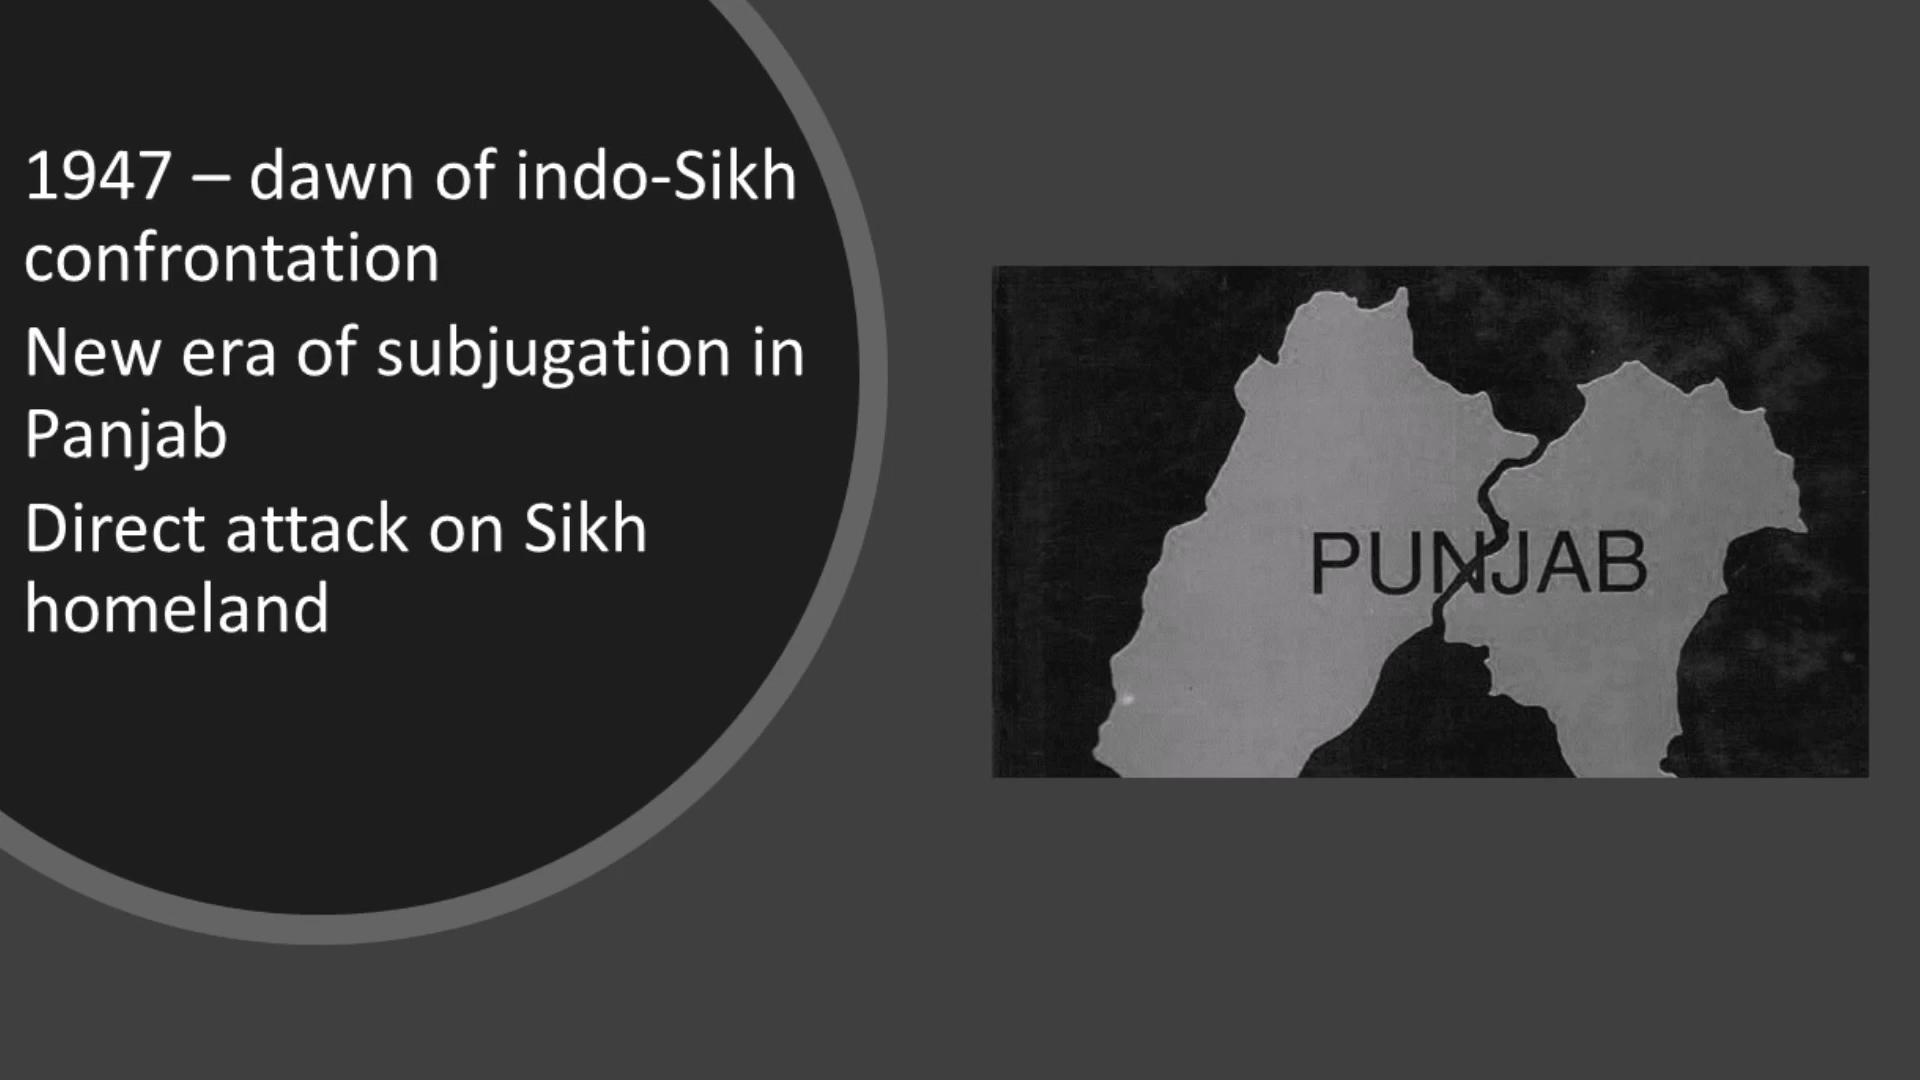 1947 – dawn of indo-Sikh
confrontation
New era of subjugation in
Panjab
Direct attack on Sikh
homeland
PUNJAB